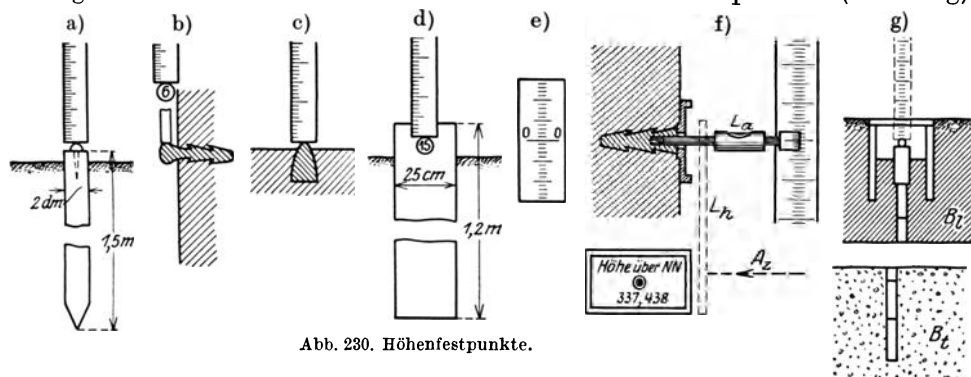 a)
b)
c)
d)
e)
f)
g)
6
15
0 0
2 dm
1,5 m
25 cm
1,2 m
La
Lh
Az
Höhe über NN
337,438
Bl
Bt
Abb. 230. Höhenfestpunkte.